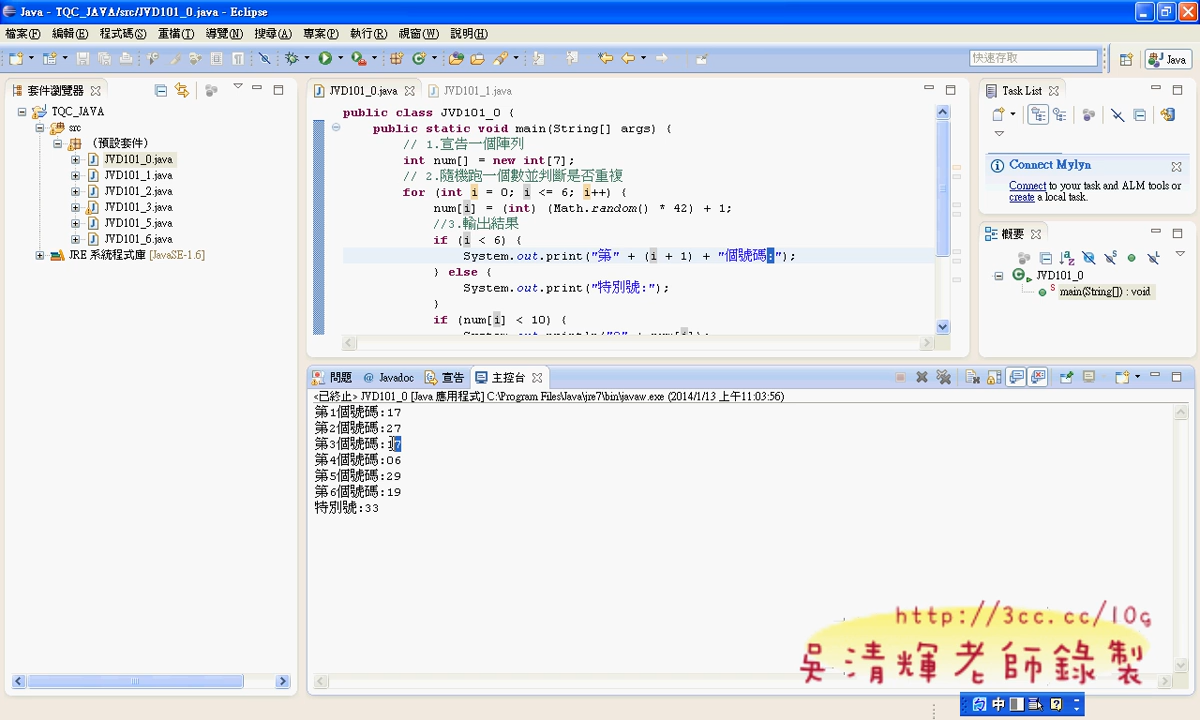 Java - TQC_JAVA/src/JVD101_0.java - Eclipse
檔案(F) 編輯(E) 程式碼(S) 重構(T) 導覽(N) 搜尋(A) 專案(P) 執行(R) 視窗(W) 說明(H)
快速存取
Java
套件瀏覽器
TQC_JAVA
src
(預設套件)
JVD101_0.java
JVD101_1.java
JVD101_2.java
JVD101_3.java
JVD101_5.java
JVD101_6.java
JRE 系統程式庫 [JavaSE-1.6]
JVD101_0.java JVD101_1.java
public class JVD101_0 {
public static void main(String[] args) {
// 1.宣告一個陣列
int num[] = new int[7];
// 2.隨機跑一個數並判斷是否重複
for (int i = 0; i <= 6; i++) {
num[i] = (int) (Math.random() * 42) + 1;
//3.輸出結果
if (i < 6) {
System.out.print("第" + (i + 1) + "個號碼:");
} else {
System.out.print("特別號:");
}
if (num[i] < 10) {
System.out.println("0" + num[i]);
Task List
Connect Mylyn
Connect to your task and ALM tools or
create a local task.
概要
JVD101_0
main(String[]) : void
問題 @ Javadoc 宣告 主控台
<已終止> JVD101_0 [Java 應用程式] C:\Program Files\Java\jre7\bin\javaw.exe (2014/1/13 上午11:03:56)
第1個號碼:17
第2個號碼:27
第3個號碼:17
第4個號碼:06
第5個號碼:29
第6個號碼:19
特別號:33
http://3cc.cc/10g
吳清輝老師錄製
中